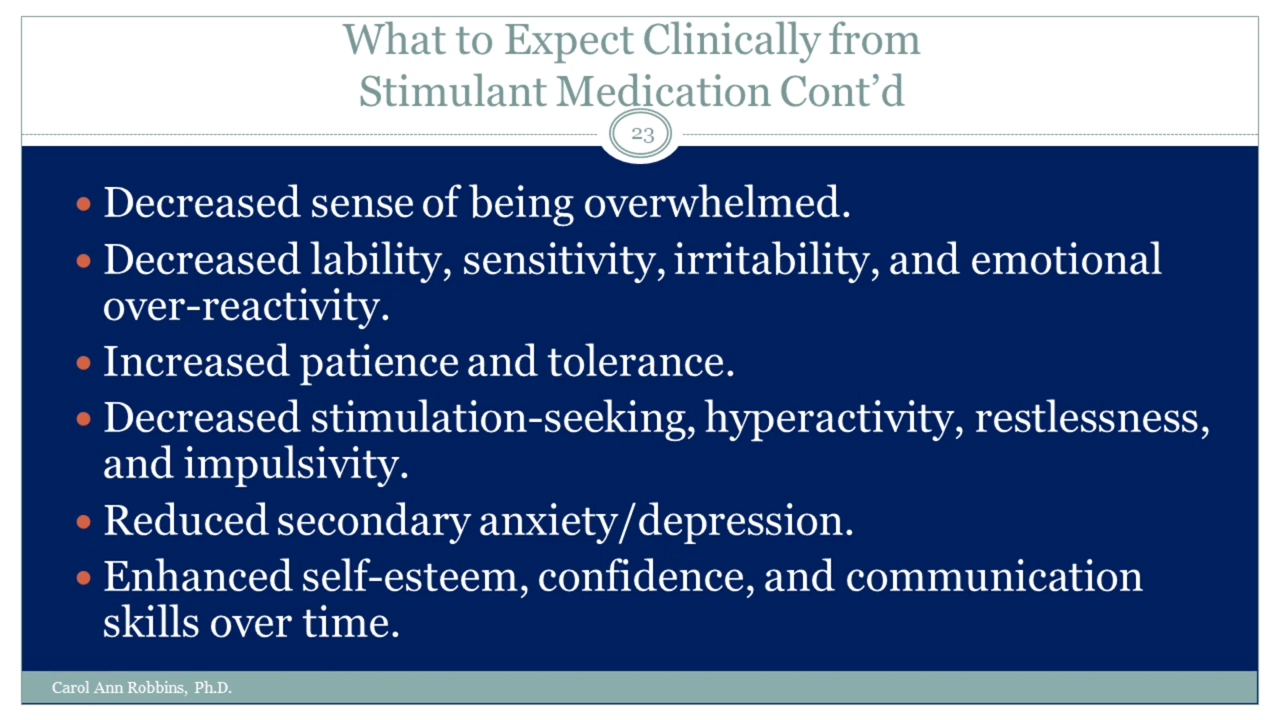 What to Expect Clinically from
Stimulant Medication Cont’d
23
• Decreased sense of being overwhelmed.
• Decreased lability, sensitivity, irritability, and emotional
over-reactivity.
• Increased patience and tolerance.
• Decreased stimulation-seeking, hyperactivity, restlessness,
and impulsivity.
• Reduced secondary anxiety/depression.
• Enhanced self-esteem, confidence, and communication
skills over time.
Carol Ann Robbins, Ph.D.